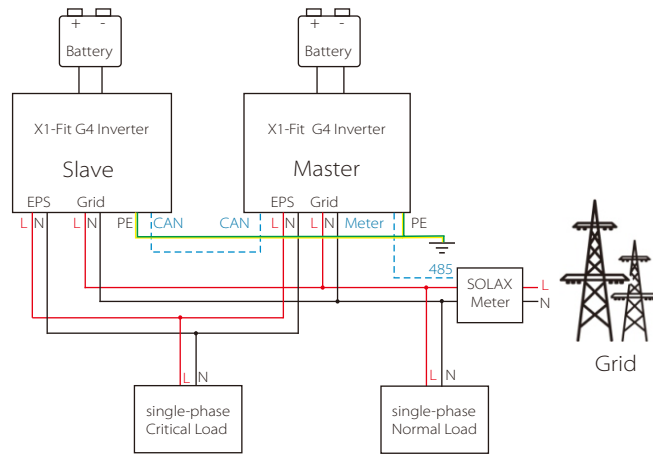 + -
Battery
+ -
Battery
X1-Fit G4 Inverter
Slave
EPS Grid
X1-Fit G4 Inverter
Master
EPS Grid
L N L N PE CAN
CAN L N L N Meter PE
485
SOLAX
Meter
L
N
Grid
L N
single-phase
Critical Load
L N
single-phase
Normal Load